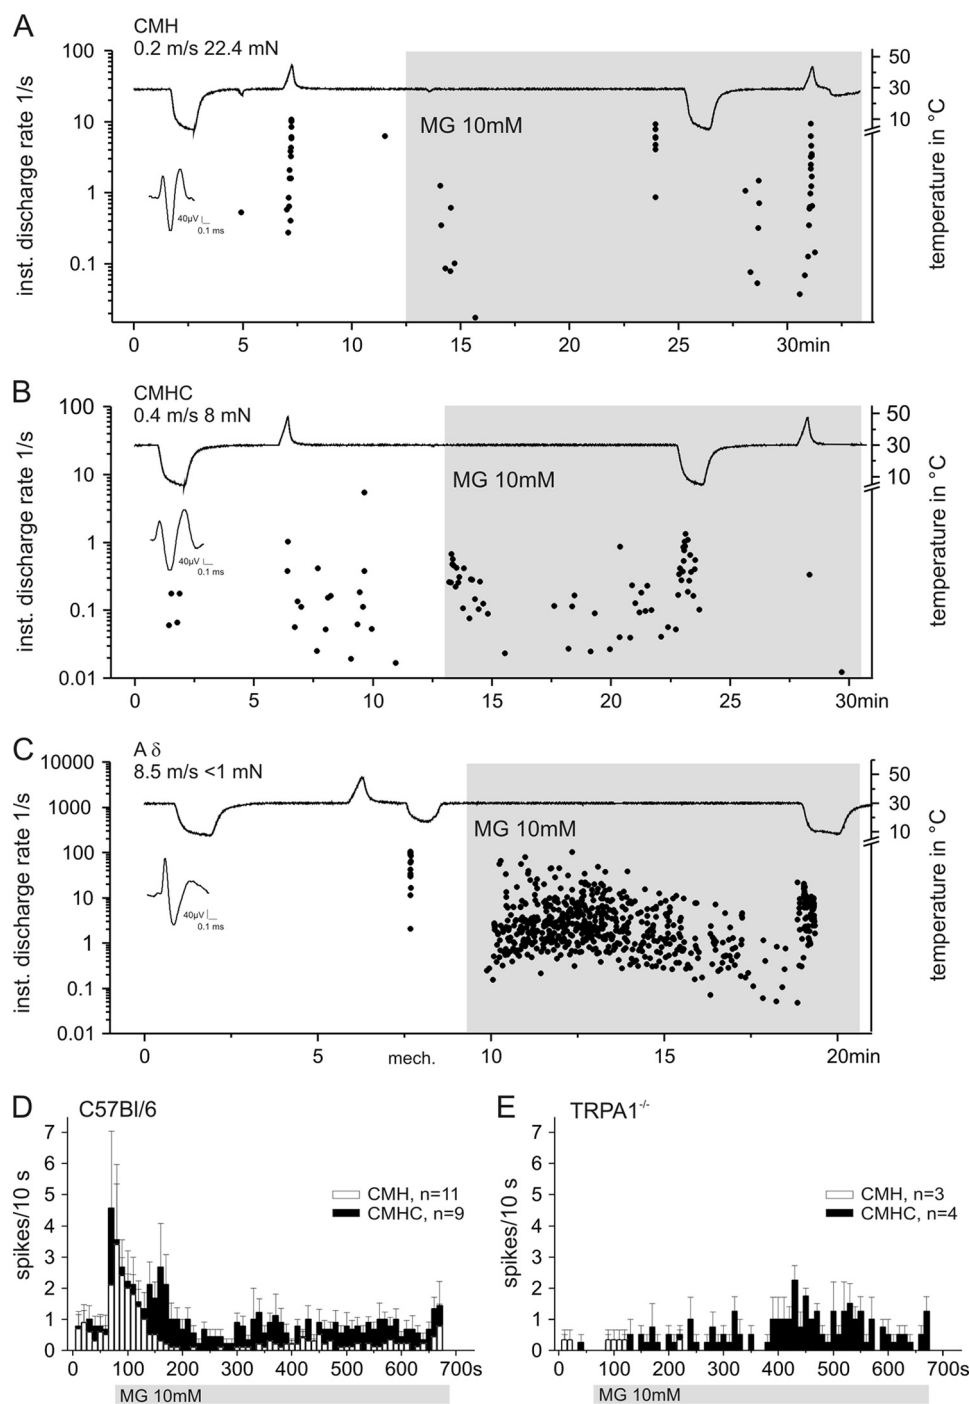 A
CMH
0.2 m/s 22.4 mN
inst. discharge rate 1/s
100
10
1
0.1
MG 10mM
40µV
0.1 ms
50
30
10
temperature in °C
0 5 10 15 20 25 30min
B
CMHC
0.4 m/s 8 mN
inst. discharge rate 1/s
100
10
1
0.1
0.01
MG 10mM
40µV
0.1 ms
50
30
10
temperature in °C
0 5 10 15 20 25 30min
C
A δ
8.5 m/s <1 mN
inst. discharge rate 1/s
10000
1000
100
10
1
0.1
0.01
MG 10mM
40µV
0.1 ms
50
30
10
temperature in °C
0 5 mech. 10 15 20min
D
C57Bl/6
spikes/10 s
7
6
5
4
3
2
1
0
CMH, n=11
CMHC, n=9
0 100 200 300 400 500 600 700s
MG 10mM
E
TRPA1-/-
spikes/10 s
7
6
5
4
3
2
1
0
CMH, n=3
CMHC, n=4
0 100 200 300 400 500 600 700s
MG 10mM